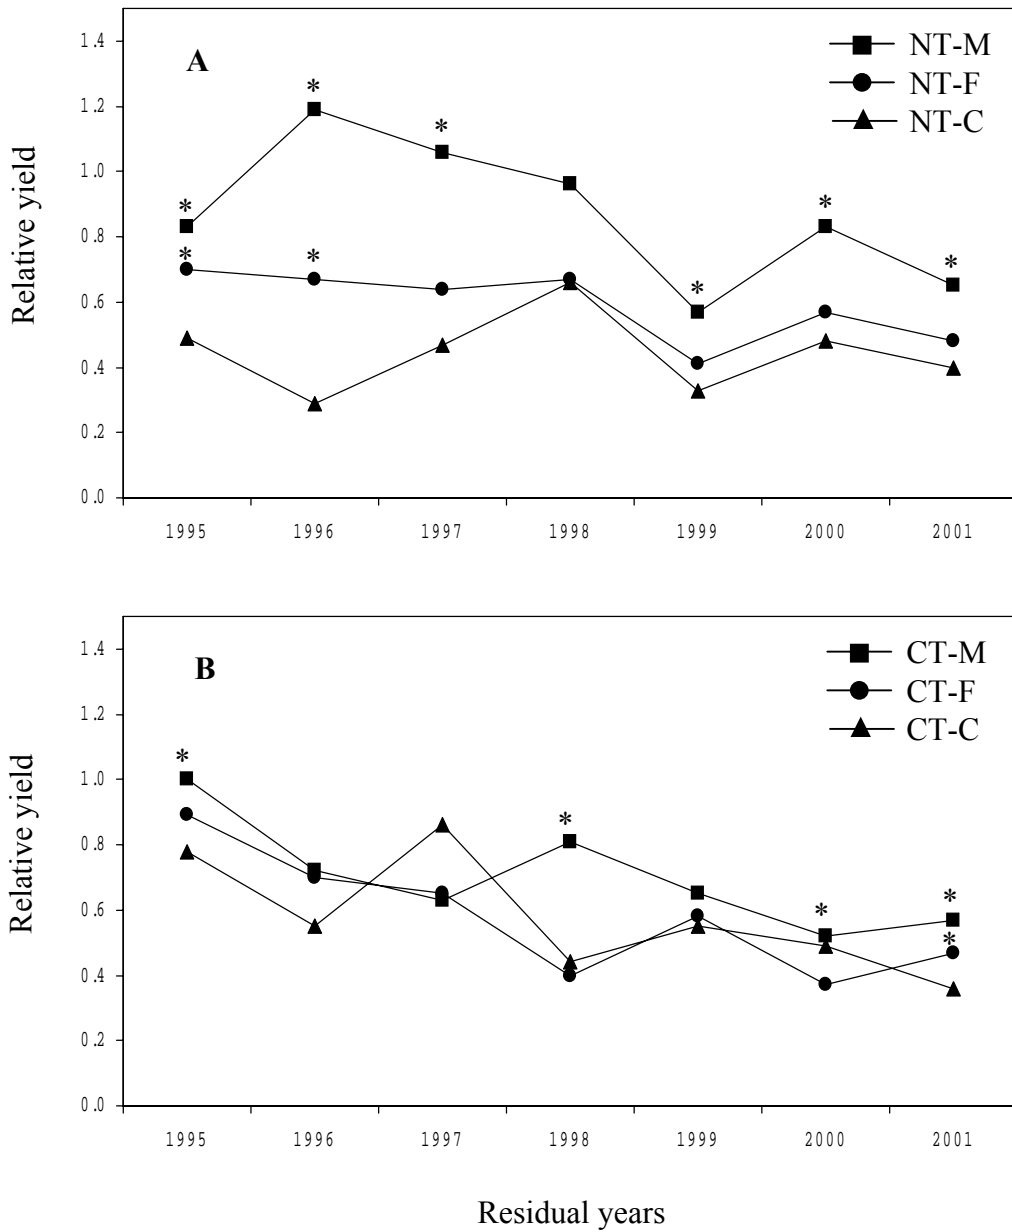 A
NT-M
NT-F
NT-C
Relative yield
1.4
1.2
1.0
0.8
0.6
0.4
0.2
0.0
*
*
*
*
*
*
*
*
1995 1996 1997 1998 1999 2000 2001
B
CT-M
CT-F
CT-C
Relative yield
1.4
1.2
1.0
0.8
0.6
0.4
0.2
0.0
*
*
*
*
*
1995 1996 1997 1998 1999 2000 2001
Residual years